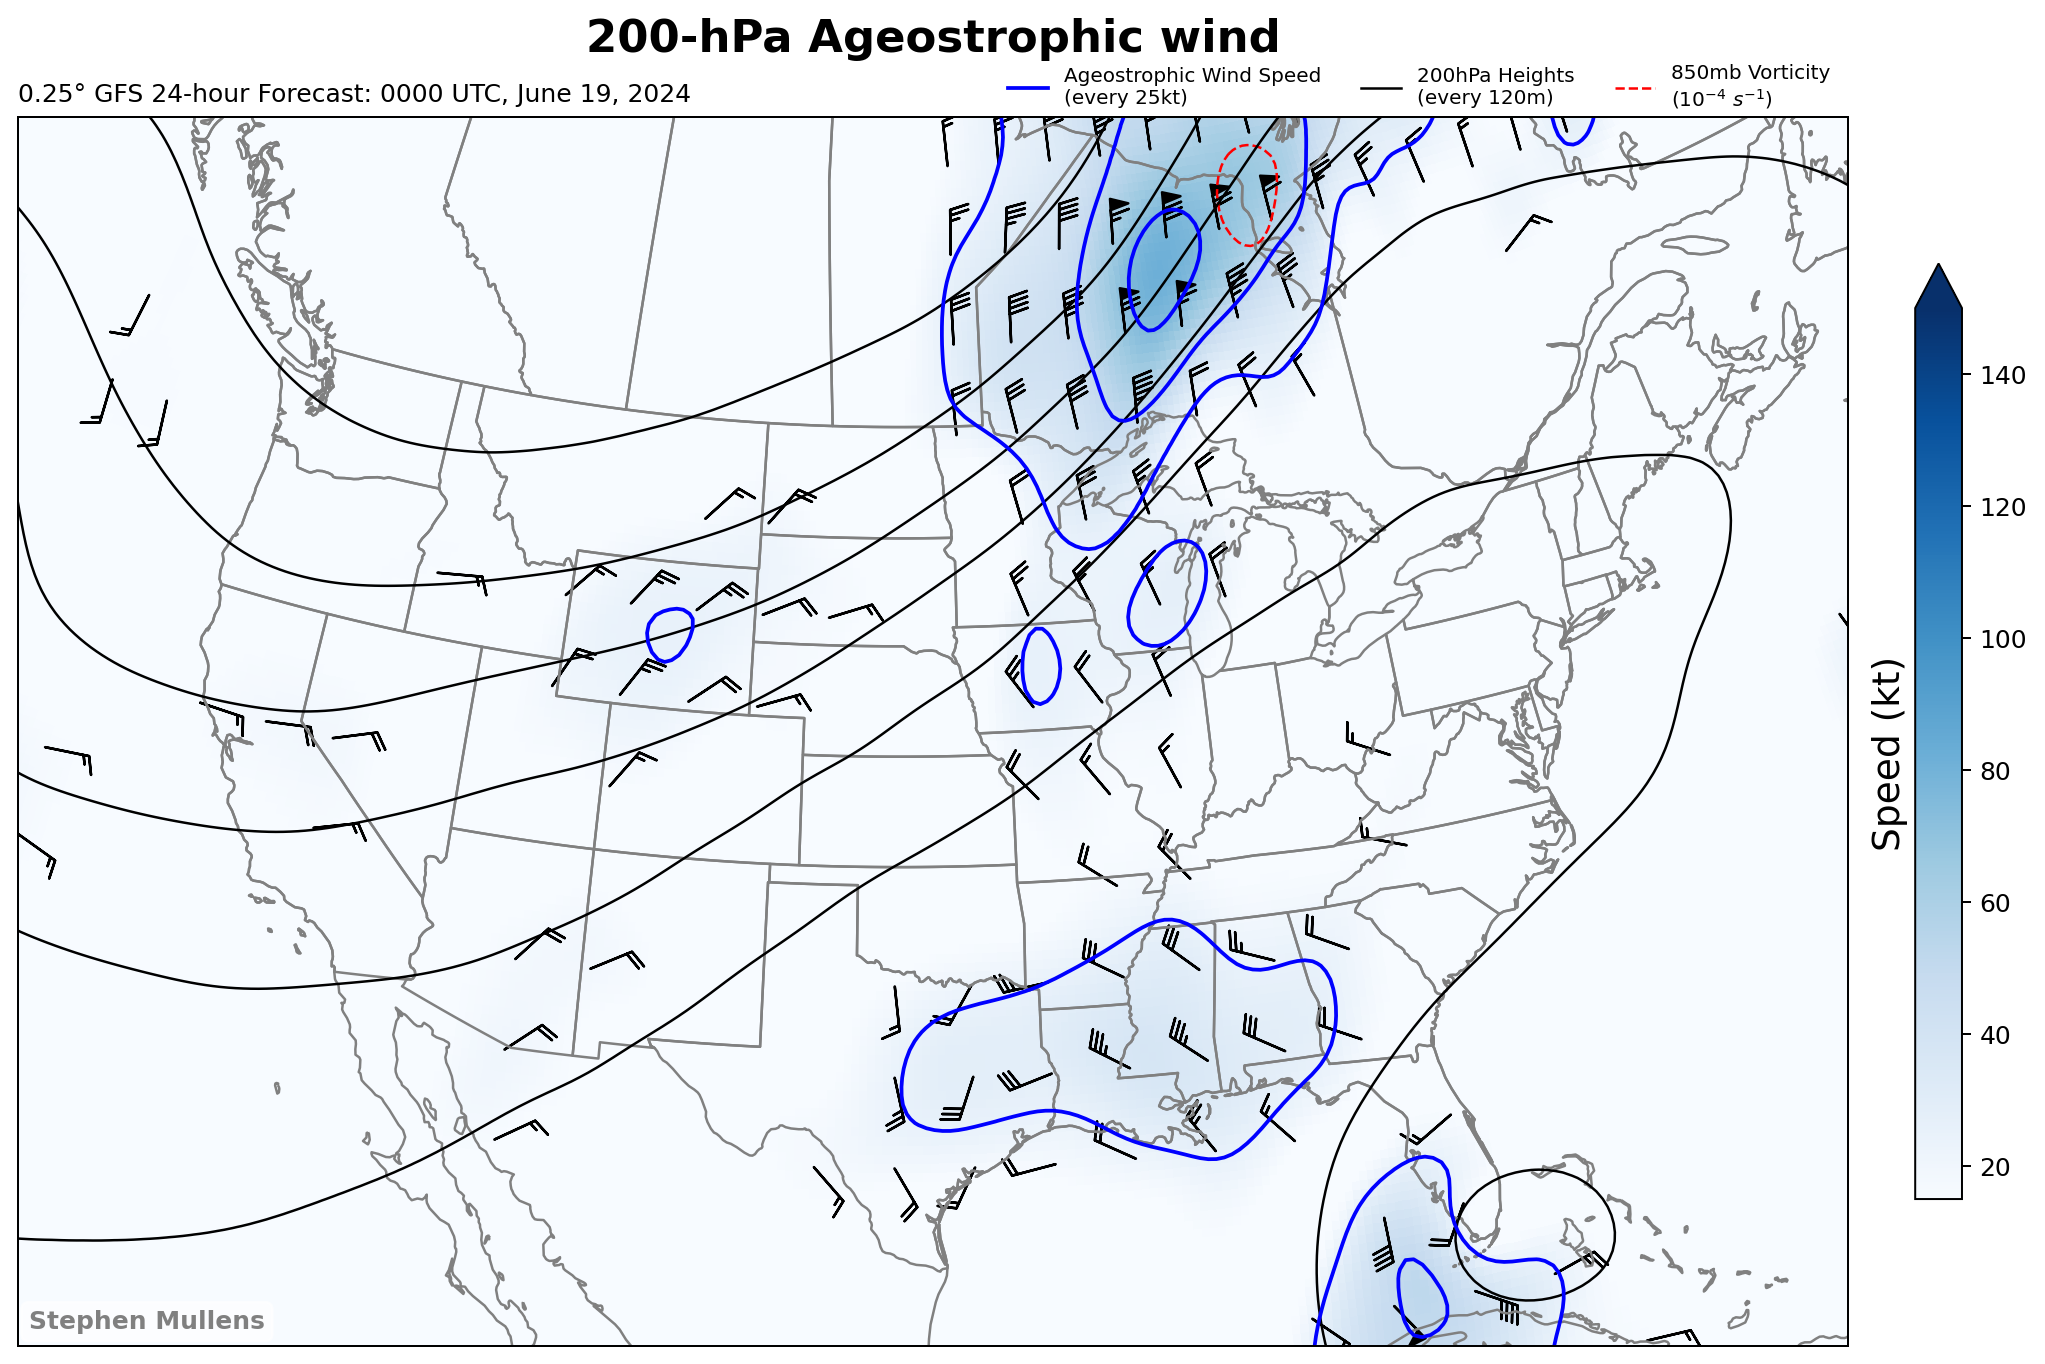 200-hPa Ageostrophic wind
0.25° GFS 24-hour Forecast: 0000 UTC, June 19, 2024
Ageostrophic Wind Speed
(every 25kt)
200hPa Heights
(every 120m)
850mb Vorticity
(10⁻⁴ s⁻¹)
140
120
100
80
60
40
20
Speed (kt)
Stephen Mullens